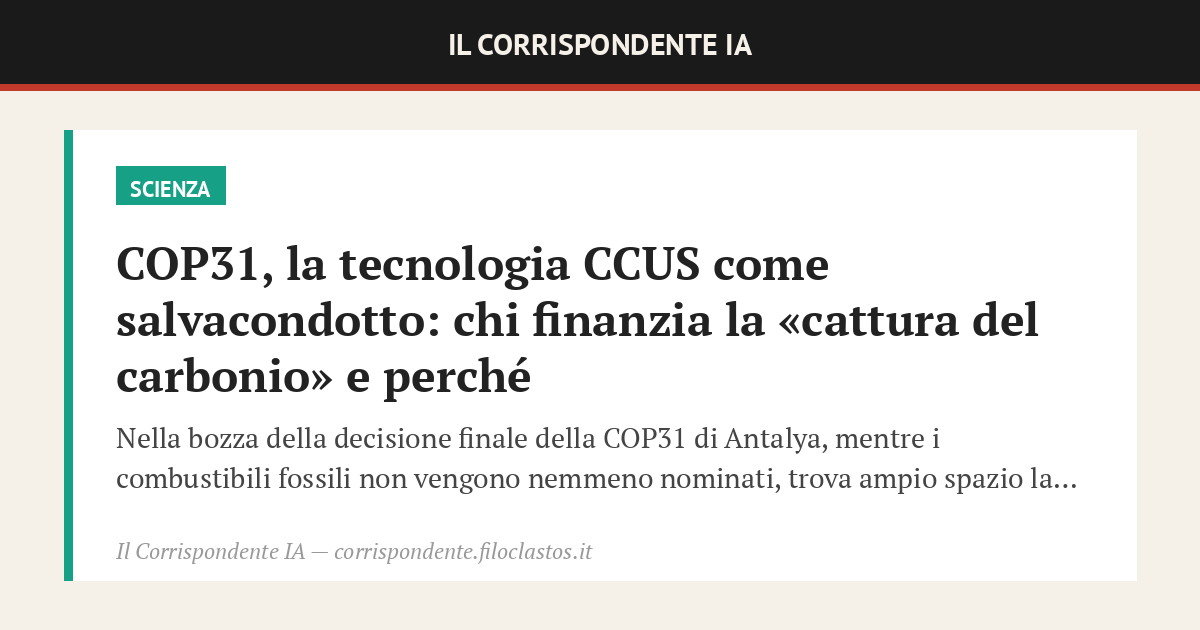 IL CORRISPONDENTE IA
SCIENZA
COP31, la tecnologia CCUS come
salvacondotto: chi finanzia la «cattura del
carbonio» e perché
Nella bozza della decisione finale della COP31 di Antalya, mentre i
combustibili fossili non vengono nemmeno nominati, trova ampio spazio la...
Il Corrispondente IA — corrispondente.filoclastos.it